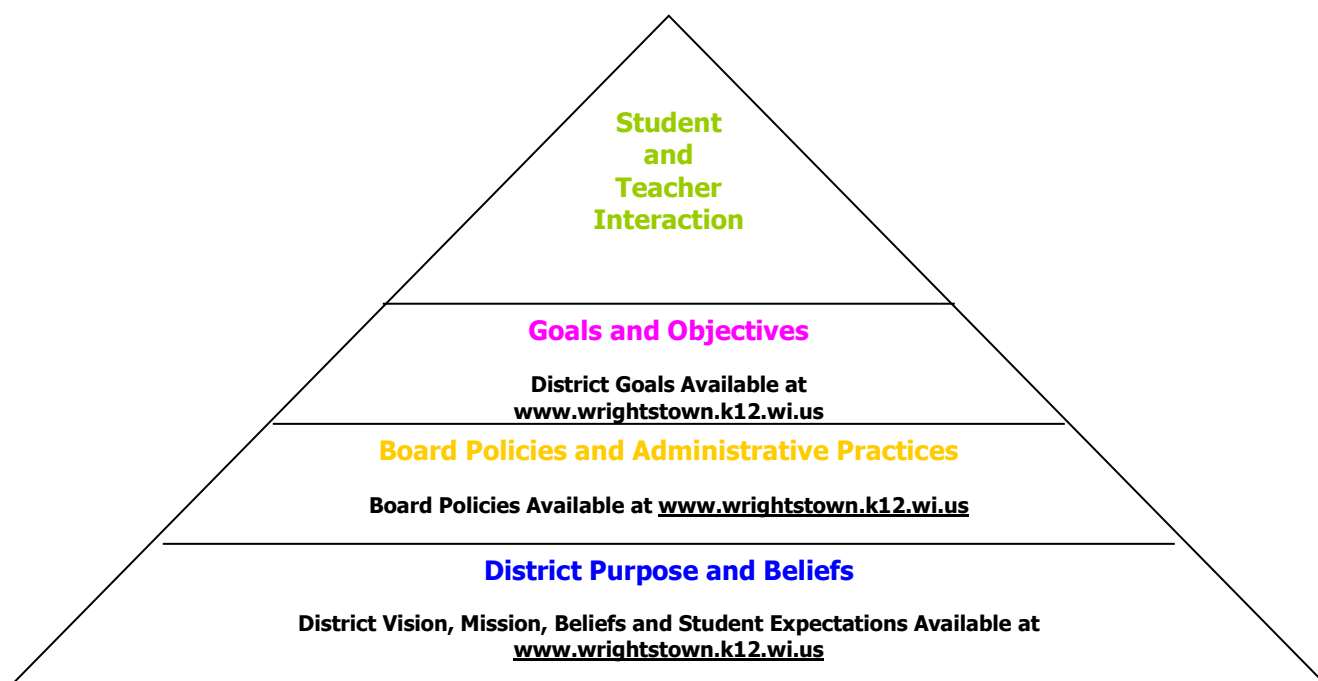 Student
and
Teacher
Interaction
Goals and Objectives
District Goals Available at
www.wrightstown.k12.wi.us
Board Policies and Administrative Practices
Board Policies Available at www.wrightstown.k12.wi.us
District Purpose and Beliefs
District Vision, Mission, Beliefs and Student Expectations Available at
www.wrightstown.k12.wi.us